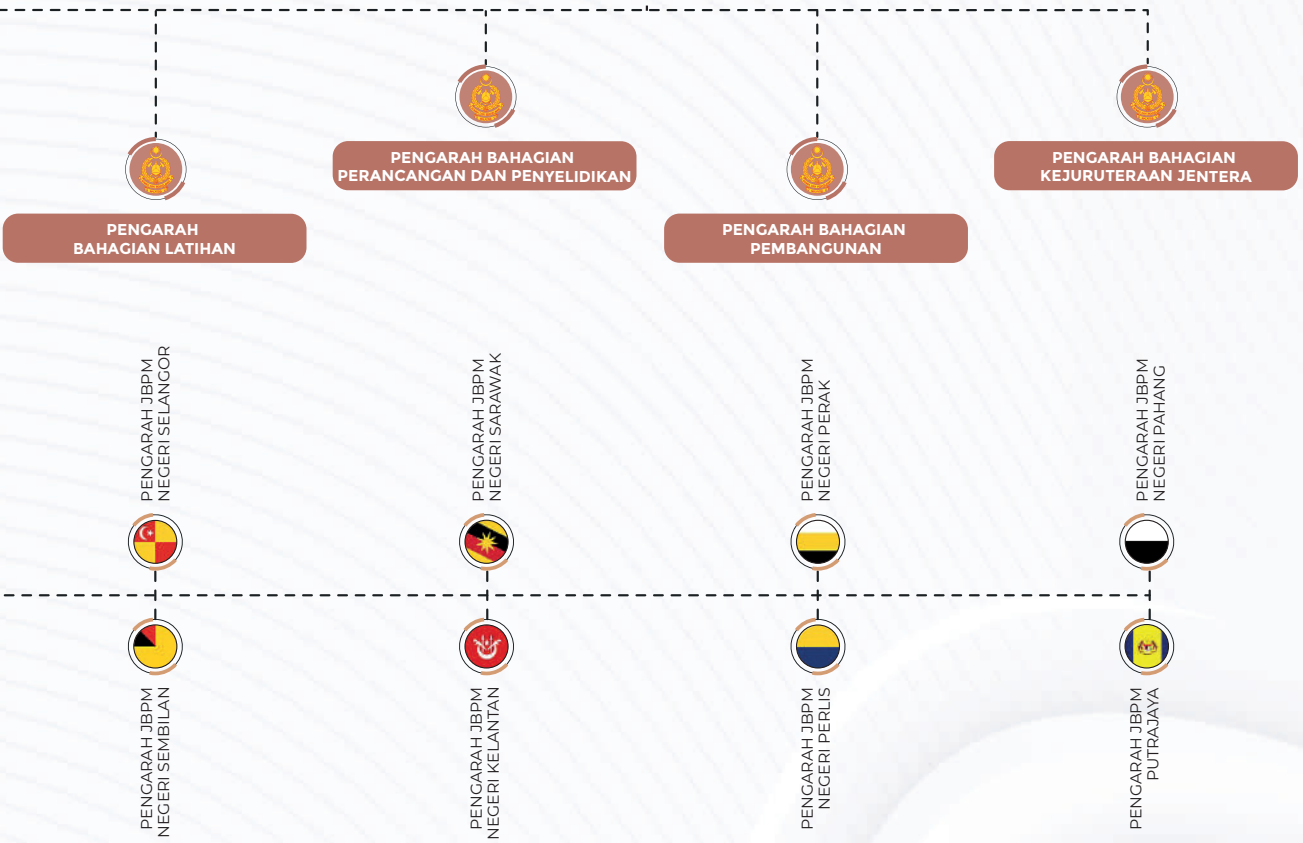 PENGARAH BAHAGIAN
PERANCANGAN DAN PENYELIDIKAN
PENGARAH BAHAGIAN
KEJURUTERAAN JENTERA
PENGARAH
BAHAGIAN LATIHAN
PENGARAH BAHAGIAN
PEMBANGUNAN
PENGARAH JBPM
NEGERI SELANGOR
PENGARAH JBPM
NEGERI SARAWAK
PENGARAH JBPM
NEGERI PERAK
PENGARAH JBPM
NEGERI PAHANG
PENGARAH JBPM
NEGERI SEMBILAN
PENGARAH JBPM
NEGERI KELANTAN
PENGARAH JBPM
NEGERI PERLIS
PENGARAH JBPM
PUTRAJAYA